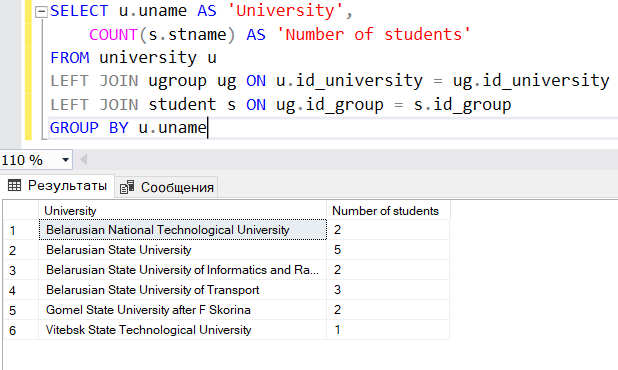 SELECT u.uname AS 'University',
COUNT(s.stname) AS 'Number of students'
FROM university u
LEFT JOIN ugroup ug ON u.id_university = ug.id_university
LEFT JOIN student s ON ug.id_group = s.id_group
GROUP BY u.uname
110 %
Результаты Сообщения
University Number of students
1 Belarusian National Technological University 2
2 Belarusian State University 5
3 Belarusian State University of Informatics and Ra... 2
4 Belarusian State University of Transport 3
5 Gomel State University after F Skorina 2
6 Vitebsk State Technological University 1